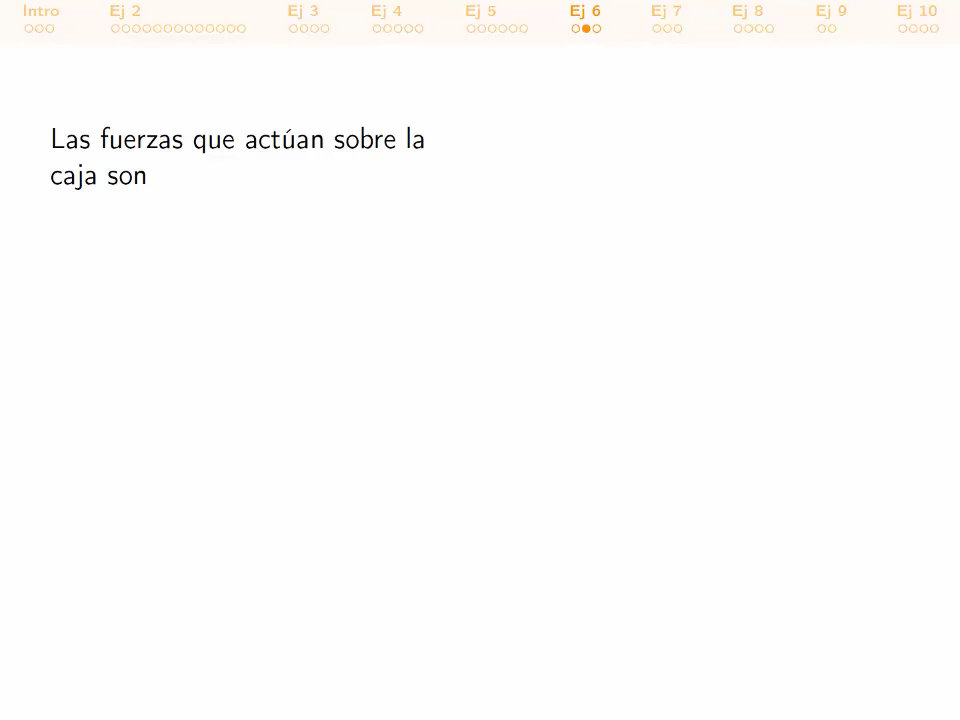 Intro Ej 2 Ej 3 Ej 4 Ej 5 Ej 6 Ej 7 Ej 8 Ej 9 Ej 10
Las fuerzas que actúan sobre la
caja son